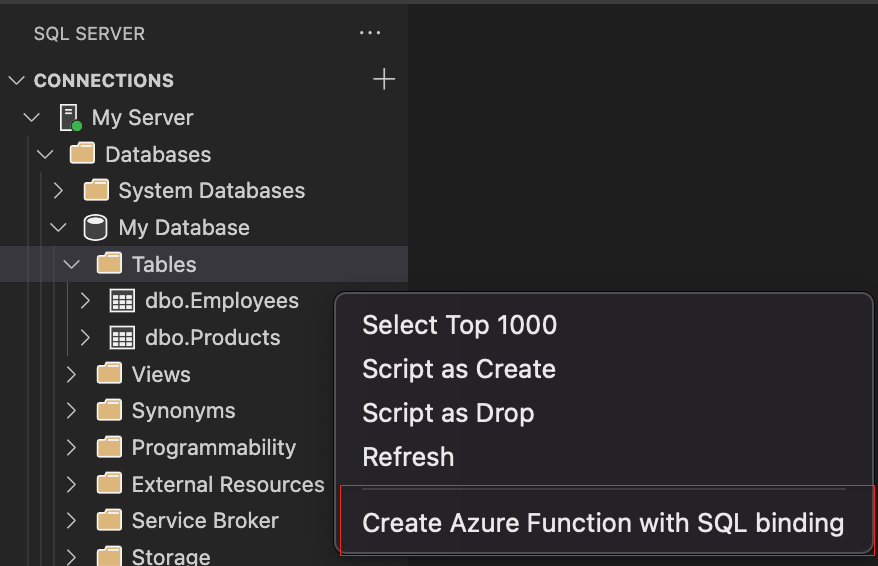 SQL SERVER
CONNECTIONS
My Server
Databases
System Databases
My Database
Tables
dbo.Employees
dbo.Products
Views
Synonyms
Programmability
External Resources
Service Broker
Storage
Select Top 1000
Script as Create
Script as Drop
Refresh
Create Azure Function with SQL binding